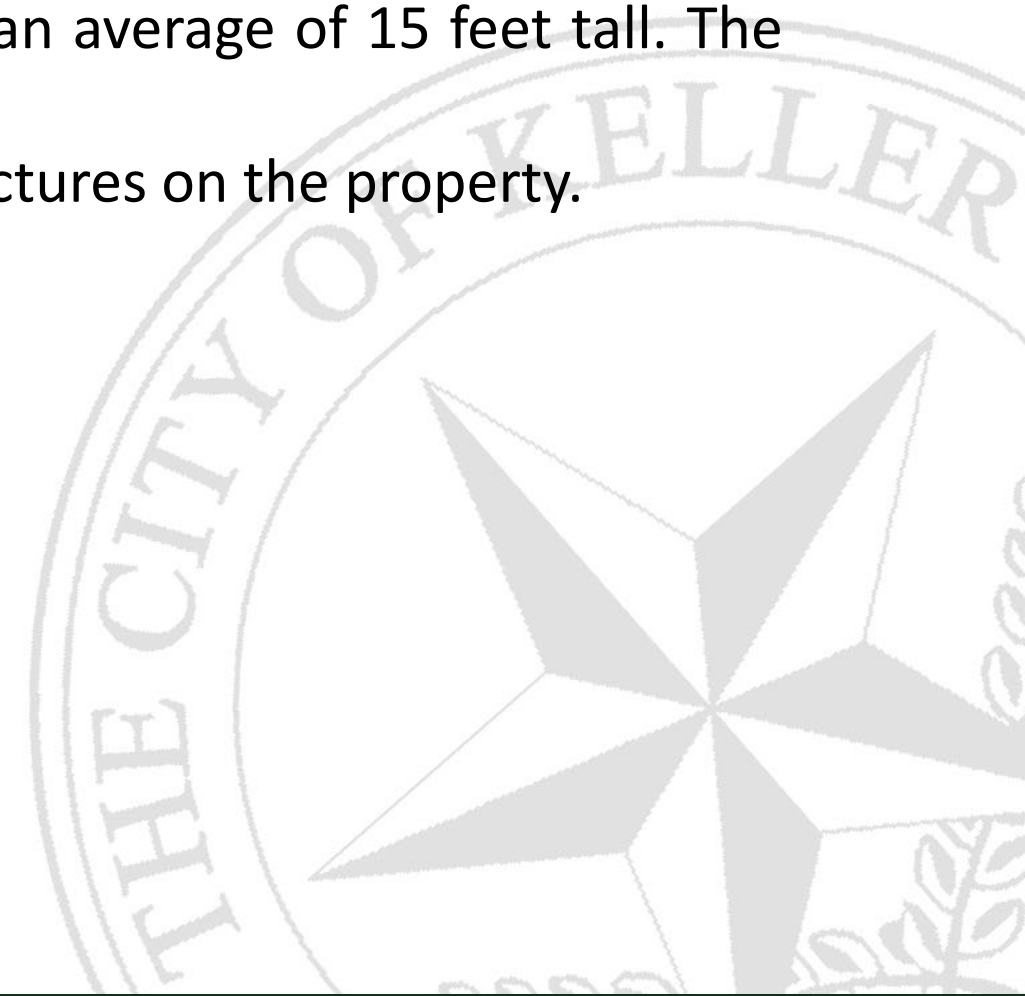 an average of 15 feet tall. The
ctures on the property.
THE CITY OF KELLER